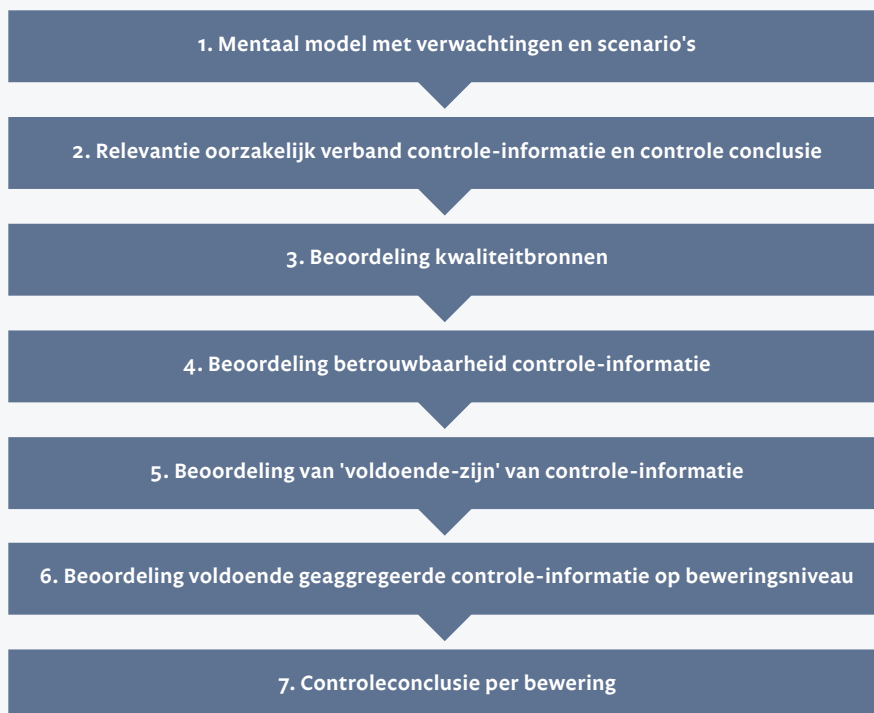 1. Mentaal model met verwachtingen en scenario's
2. Relevantie oorzakelijk verband controle-informatie en controle conclusie
3. Beoordeling kwaliteitbronnen
4. Beoordeling betrouwbaarheid controle-informatie
5. Beoordeling van 'voldoende-zijn' van controle-informatie
6. Beoordeling voldoende geaggregeerde controle-informatie op beweringsniveau
7. Controleconclusie per bewering